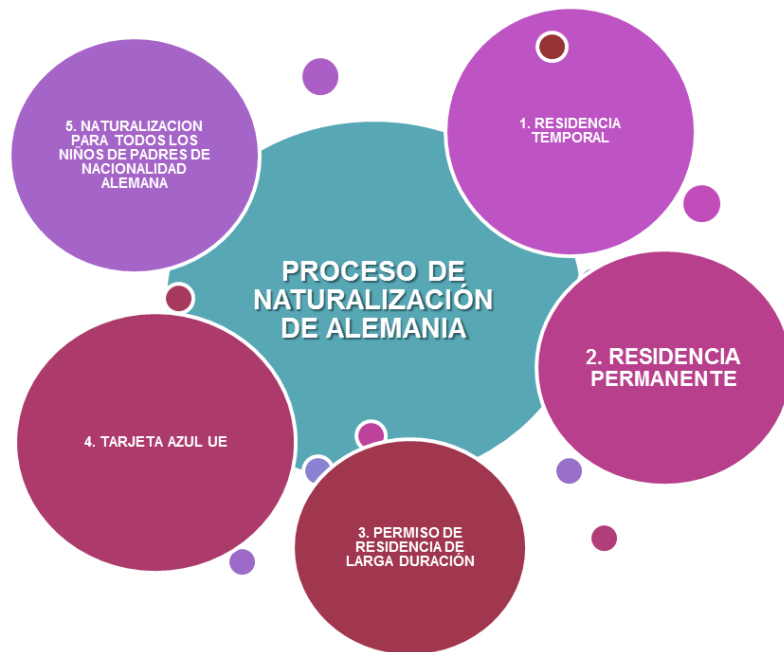 PROCESO DE
NATURALIZACIÓN
DE ALEMANIA
1. RESIDENCIA
TEMPORAL
2. RESIDENCIA
PERMANENTE
3. PERMISO DE
RESIDENCIA DE
LARGA DURACIÓN
4. TARJETA AZUL UE
5. NATURALIZACION
PARA TODOS LOS
NIÑOS DE PADRES DE
NACIONALIDAD
ALEMANA